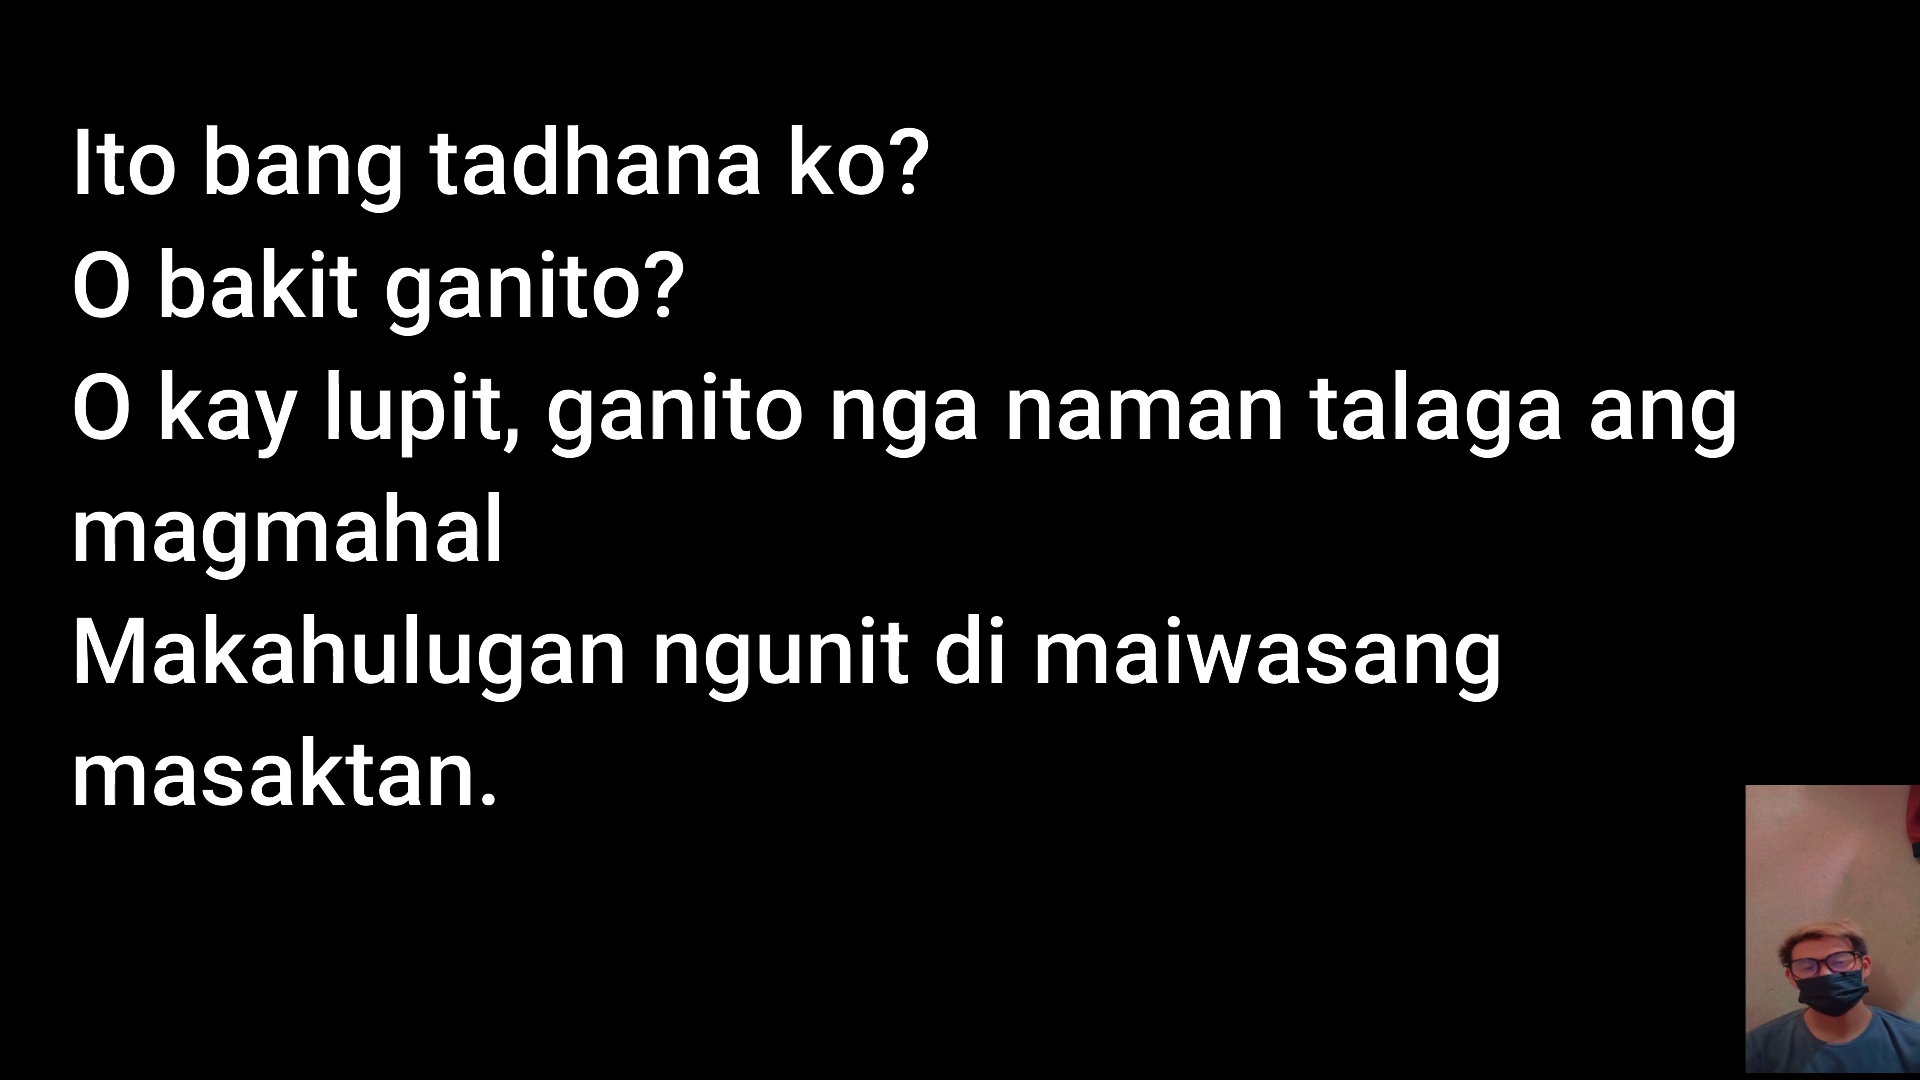 Ito bang tadhana ko?
O bakit ganito?
O kay lupit, ganito nga naman talaga ang
magmahal
Makahulugan ngunit di maiwasang
masaktan.